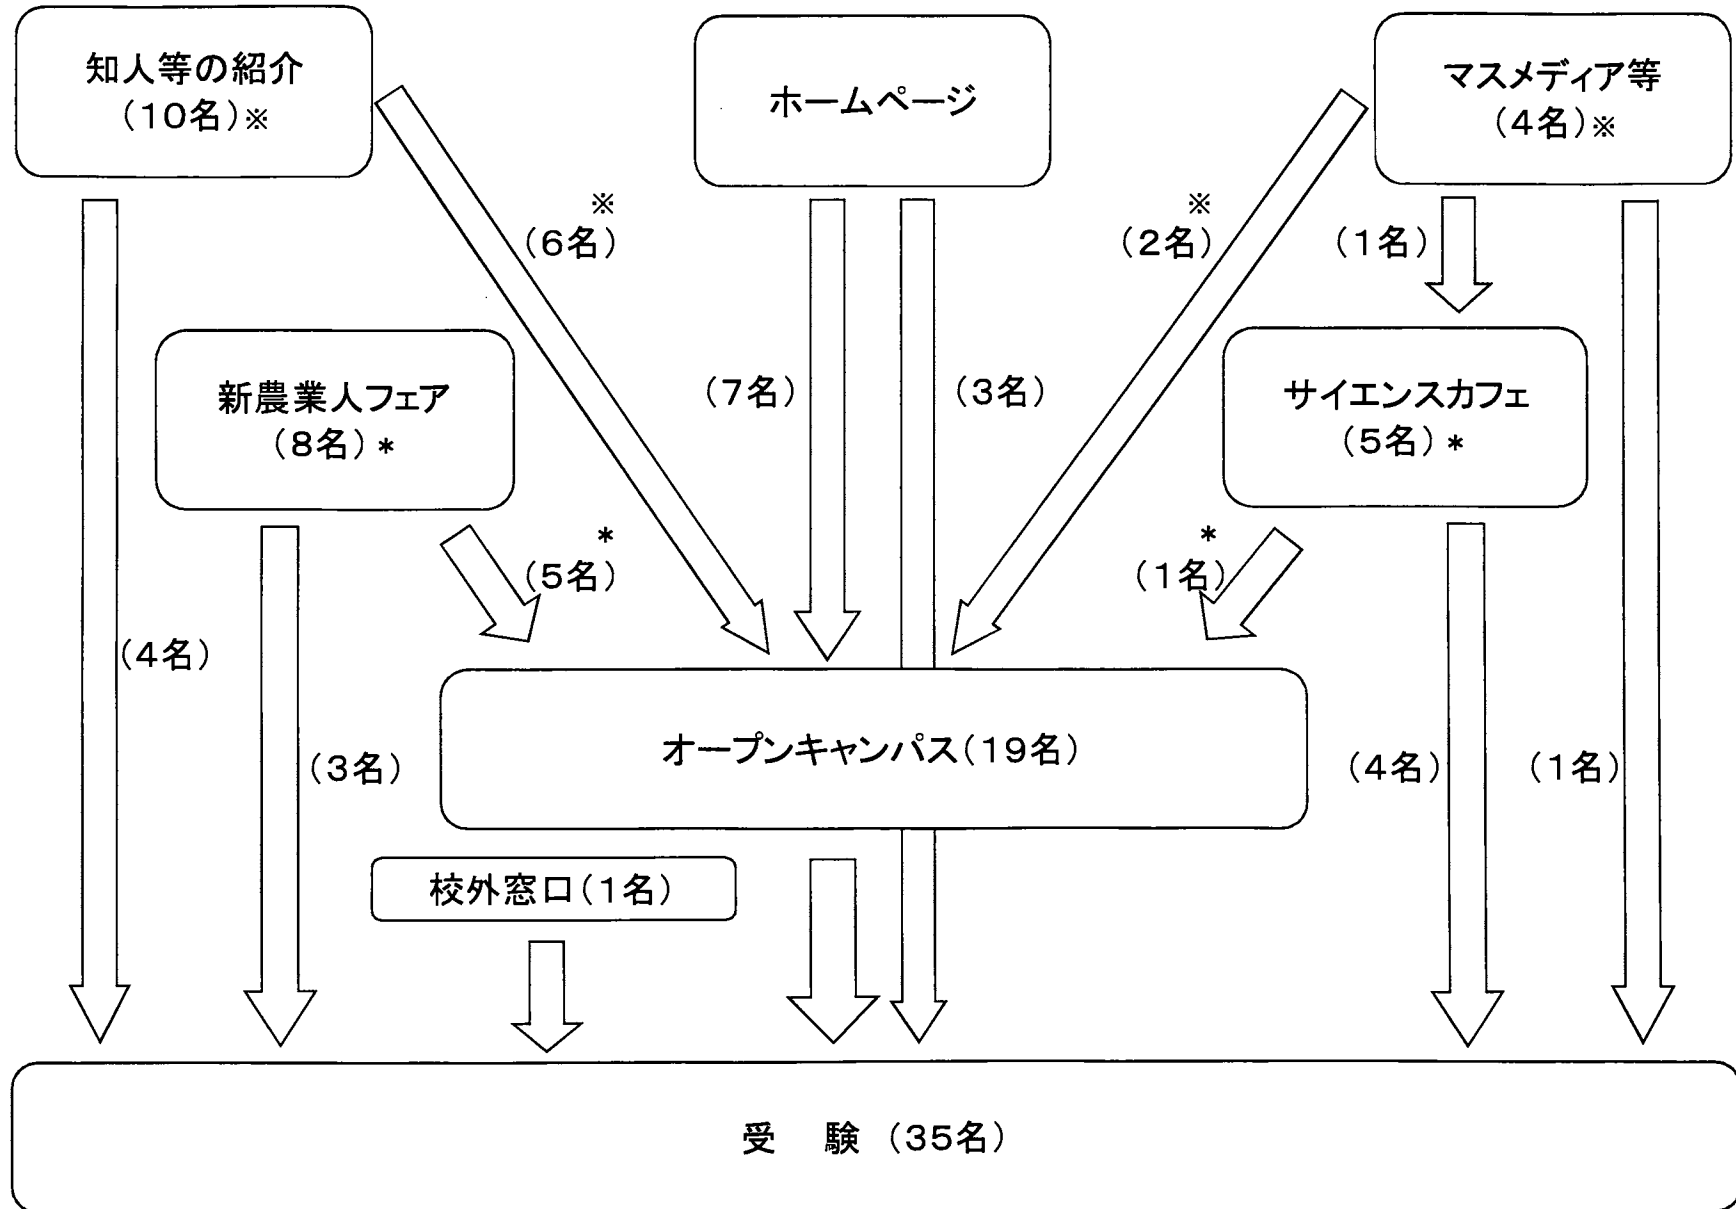 知人等の紹介
(10名)※
ホームページ
マスメディア等
(4名)※
※
(6名)
※
(2名)
(1名)
新農業人フェア
(8名)*
(7名)
(3名)
サイエンスカフェ
(5名)*
*
(5名)
*
(1名)
(4名)
オープンキャンパス(19名)
(3名)
(4名)
(1名)
校外窓口(1名)
受 験 (35名)